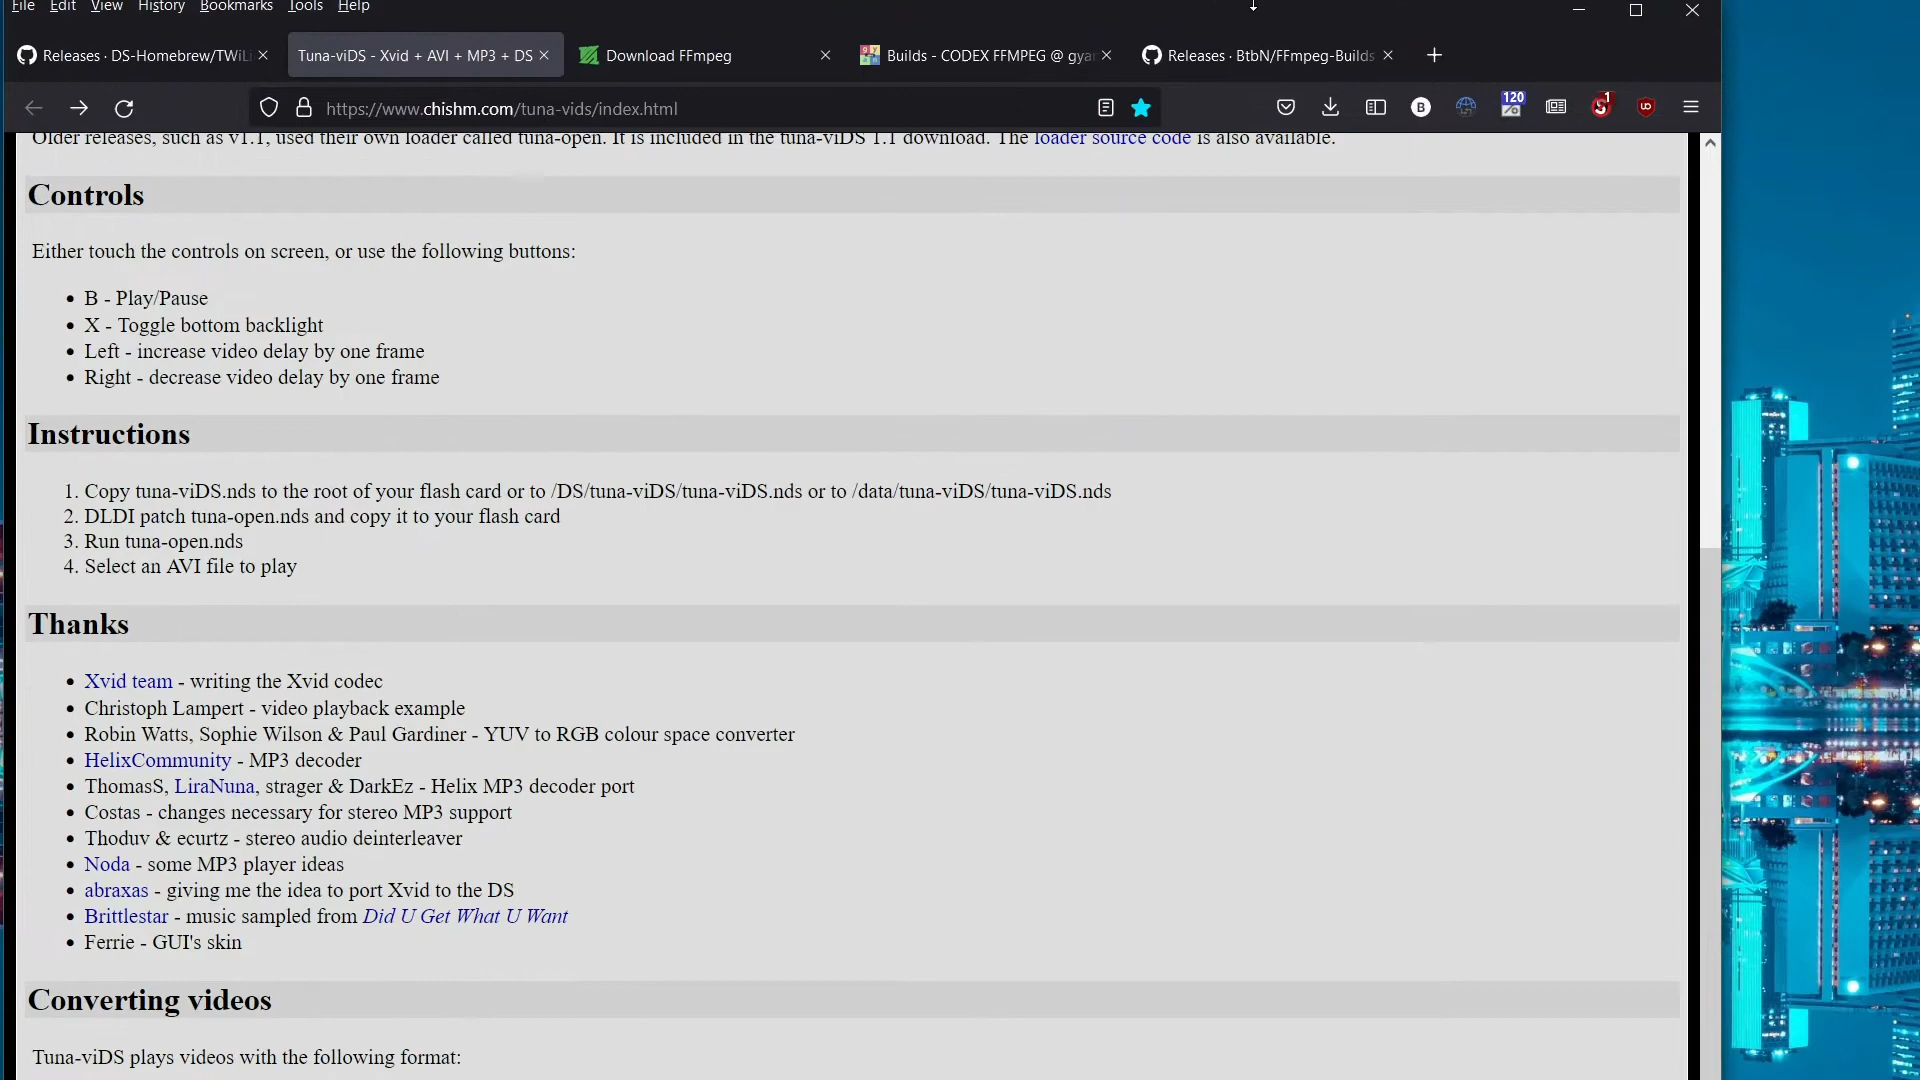 File Edit View History Bookmarks Tools Help
Releases · DS-Homebrew/TWiLi
Tuna-viDS - Xvid + AVI + MP3 + DS
Download FFmpeg
Builds - CODEX FFMPEG @ gyan
Releases · BtbN/FFmpeg-Builds
https://www.chishm.com/tuna-vids/index.html
B
120
1
Older releases, such as v1.1, used their own loader called tuna-open. It is included in the tuna-viDS 1.1 download. The loader source code is also available.
Controls
Either touch the controls on screen, or use the following buttons:
• B - Play/Pause
• X - Toggle bottom backlight
• Left - increase video delay by one frame
• Right - decrease video delay by one frame
Instructions
1. Copy tuna-viDS.nds to the root of your flash card or to /DS/tuna-viDS/tuna-viDS.nds or to /data/tuna-viDS/tuna-viDS.nds
2. DLDI patch tuna-open.nds and copy it to your flash card
3. Run tuna-open.nds
4. Select an AVI file to play
Thanks
• Xvid team - writing the Xvid codec
• Christoph Lampert - video playback example
• Robin Watts, Sophie Wilson & Paul Gardiner - YUV to RGB colour space converter
• HelixCommunity - MP3 decoder
• ThomasS, LiraNuna, strager & DarkEz - Helix MP3 decoder port
• Costas - changes necessary for stereo MP3 support
• Thoduv & ecurtz - stereo audio deinterleaver
• Noda - some MP3 player ideas
• abraxas - giving me the idea to port Xvid to the DS
• Brittlestar - music sampled from Did U Get What U Want
• Ferrie - GUI's skin
Converting videos
Tuna-viDS plays videos with the following format: